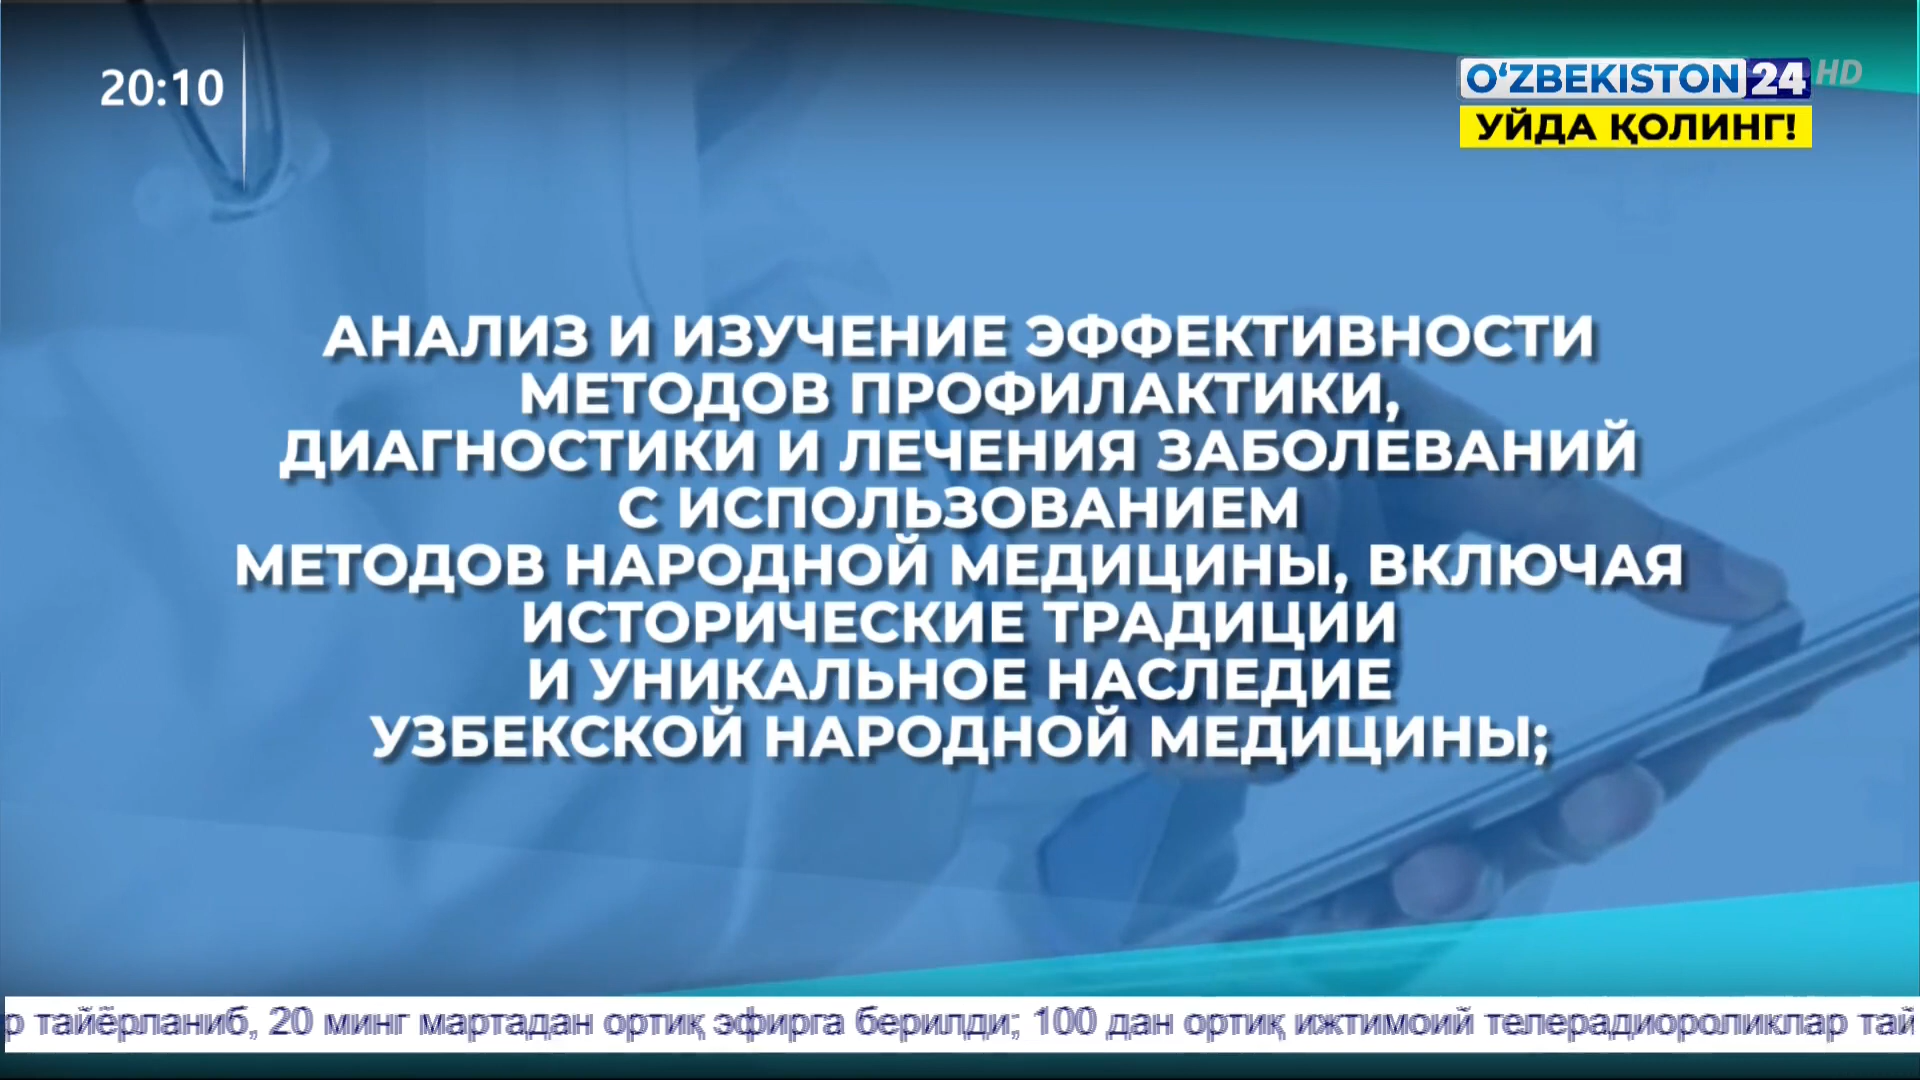 20:10
O‘ZBEKISTON 24 HD
УЙДА ҚОЛИНГ!
АНАЛИЗ И ИЗУЧЕНИЕ ЭФФЕКТИВНОСТИ
МЕТОДОВ ПРОФИЛАКТИКИ,
ДИАГНОСТИКИ И ЛЕЧЕНИЯ ЗАБОЛЕВАНИЙ
С ИСПОЛЬЗОВАНИЕМ
МЕТОДОВ НАРОДНОЙ МЕДИЦИНЫ, ВКЛЮЧАЯ
ИСТОРИЧЕСКИЕ ТРАДИЦИИ
И УНИКАЛЬНОЕ НАСЛЕДИЕ
УЗБЕКСКОЙ НАРОДНОЙ МЕДИЦИНЫ;
р тайёрланиб, 20 минг мартадан ортиқ эфирга берилди; 100 дан ортиқ ижтимоий телерадиороликлар тай